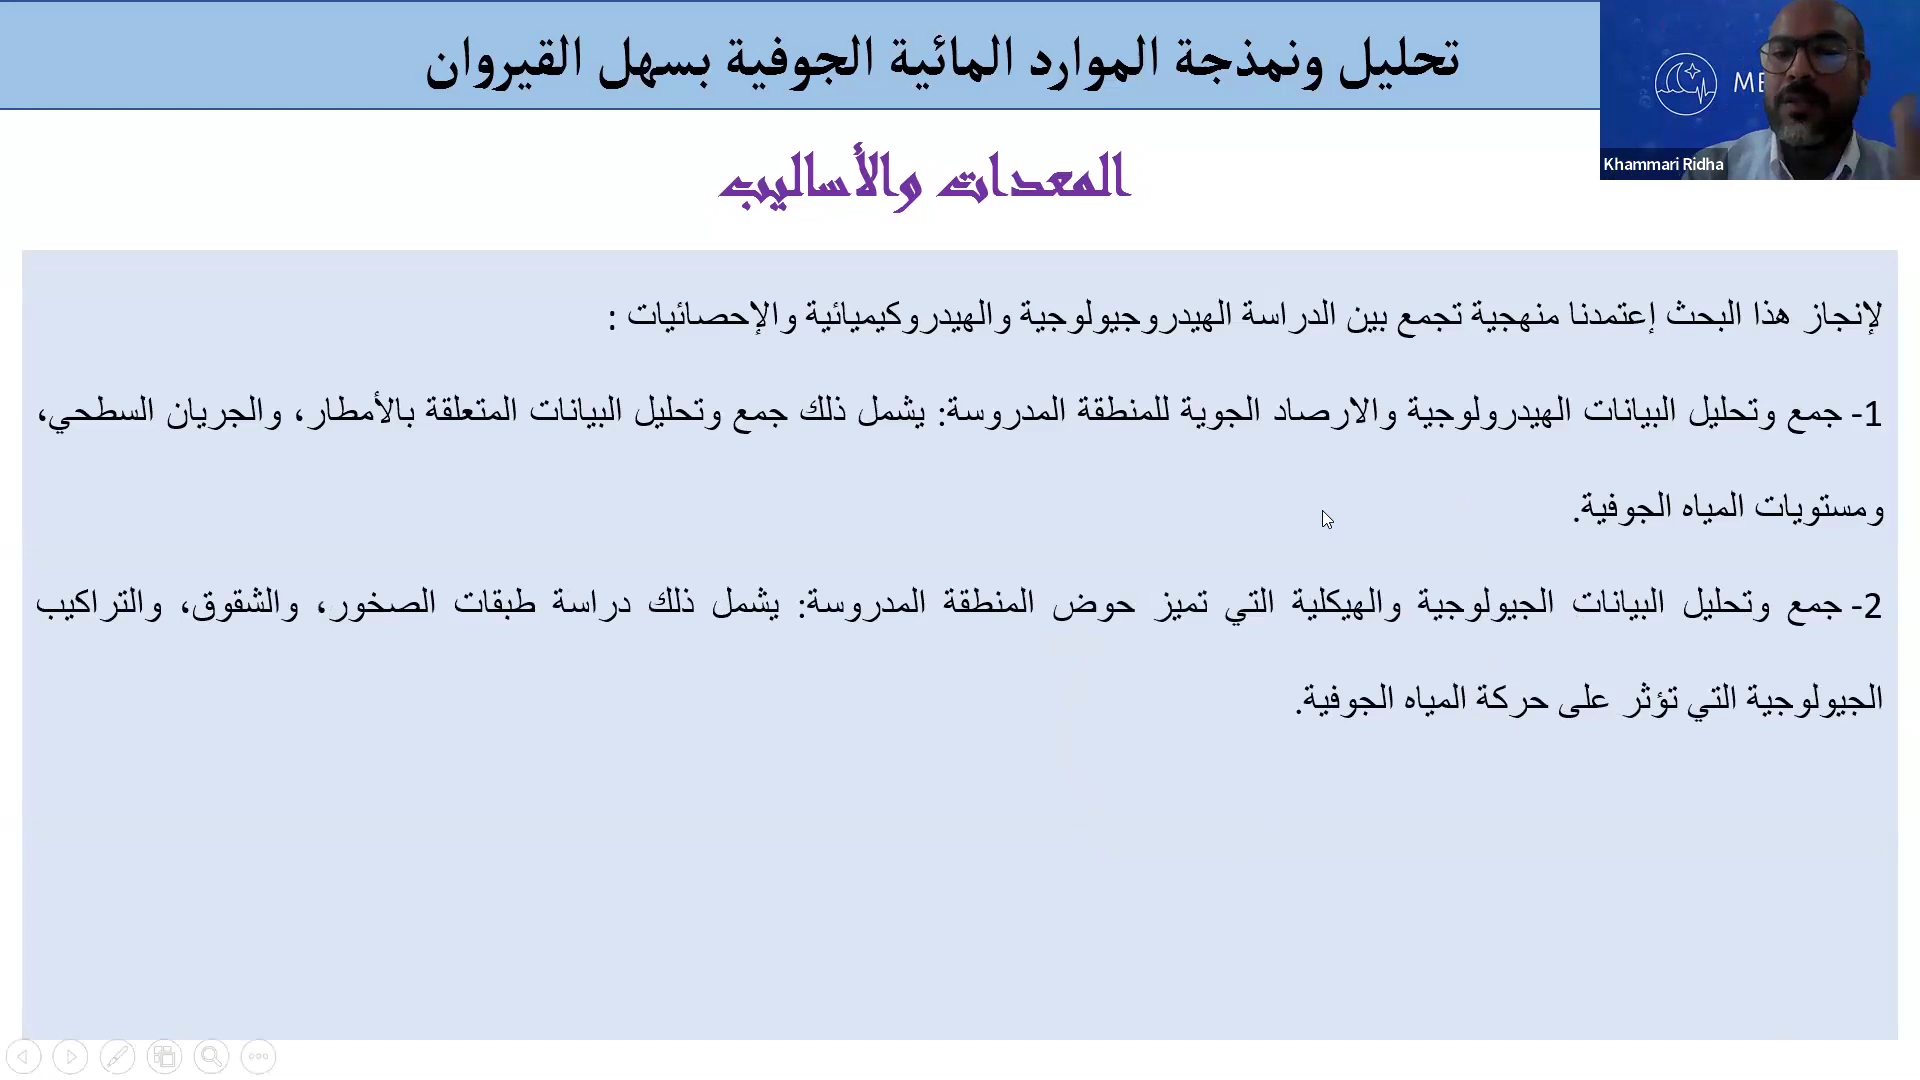 تحليل ونمذجة الموارد المائية الجوفية بسهل القيروان
ME
Khammari Ridha
المعدات والأساليب
لإنجاز هذا البحث إعتمدنا منهجية تجمع بين الدراسة الهيدروجيولوجية والهيدروكيميائية والإحصائيات :
1- جمع وتحليل البيانات الهيدرولوجية والارصاد الجوية للمنطقة المدروسة: يشمل ذلك جمع وتحليل البيانات المتعلقة بالأمطار، والجريان السطحي،
ومستويات المياه الجوفية.
2- جمع وتحليل البيانات الجيولوجية والهيكلية التي تميز حوض المنطقة المدروسة: يشمل ذلك دراسة طبقات الصخور، والشقوق، والتراكيب
الجيولوجية التي تؤثر على حركة المياه الجوفية.